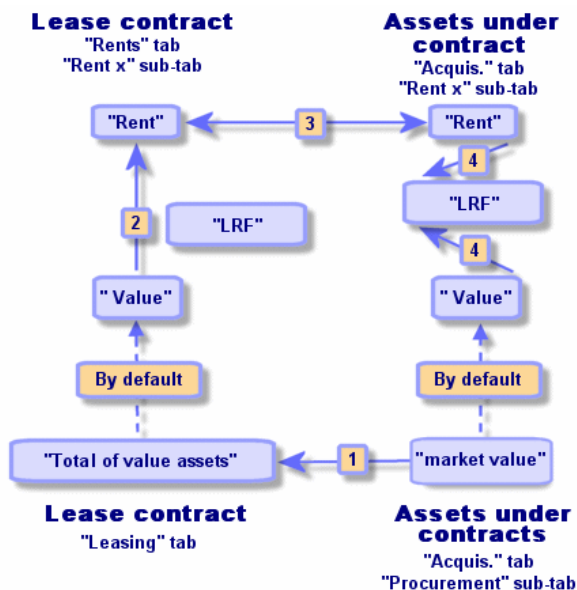 Lease contract
"Rents" tab
"Rent x" sub-tab
Assets under
contract
"Acquis." tab
"Rent x" sub-tab
"Rent"
3
"Rent"
4
2
"LRF"
"LRF"
4
" Value"
" Value"
By default
By default
"Total of value assets"
1
"market value"
Lease contract
"Leasing" tab
Assets under
contracts
"Acquis." tab
"Procurement" sub-tab